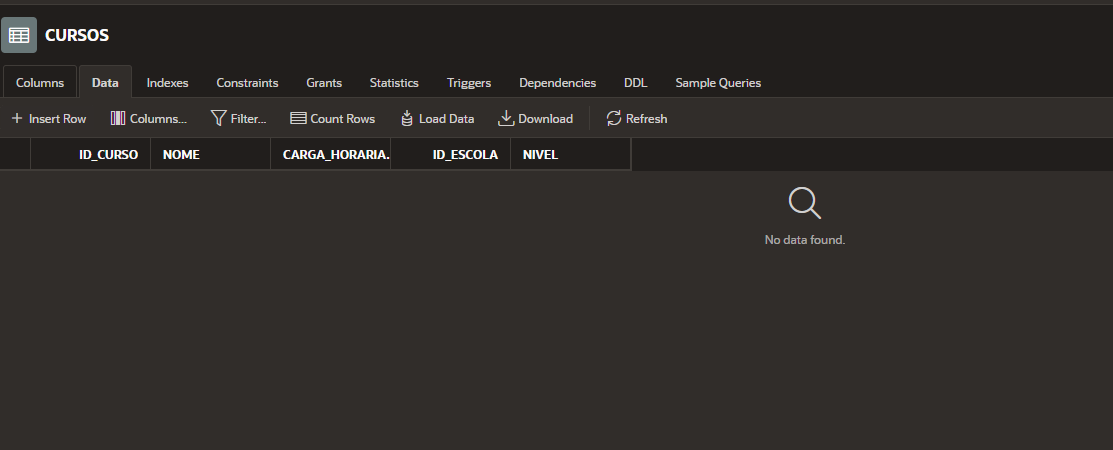 CURSOS
Columns Data Indexes Constraints Grants Statistics Triggers Dependencies DDL Sample Queries
Insert Row Columns... Filter... Count Rows Load Data Download Refresh
ID_CURSO NOME CARGA_HORARIA. ID_ESCOLA NIVEL
No data found.